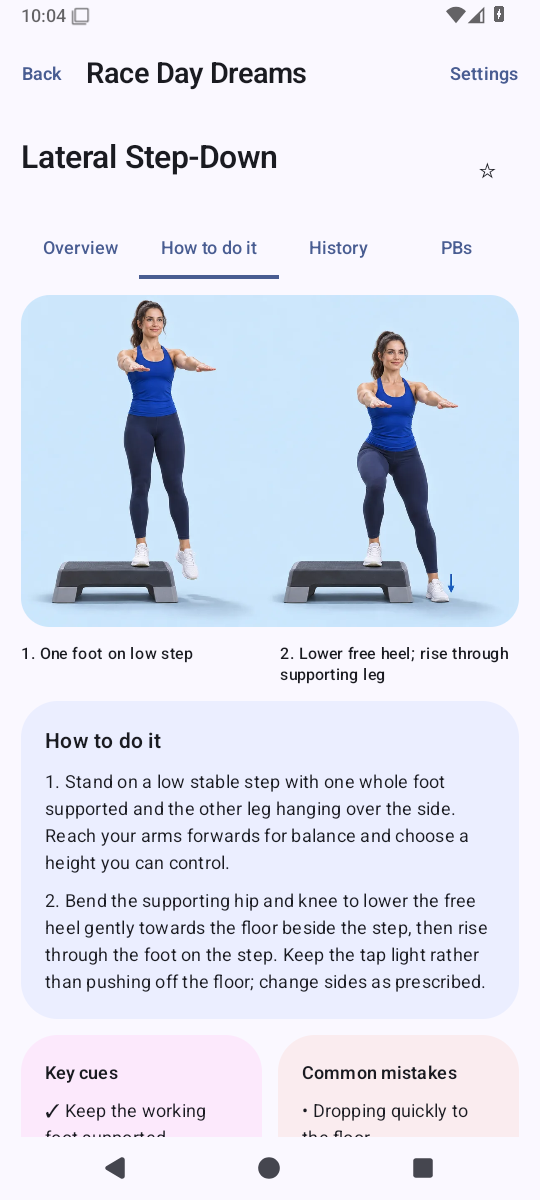 10:04
Back Race Day Dreams Settings
Lateral Step-Down
☆
Overview How to do it History PBs
1. One foot on low step
2. Lower free heel; rise through
supporting leg
How to do it
1. Stand on a low stable step with one whole foot
supported and the other leg hanging over the side.
Reach your arms forwards for balance and choose a
height you can control.
2. Bend the supporting hip and knee to lower the free
heel gently towards the floor beside the step, then rise
through the foot on the step. Keep the tap light rather
than pushing off the floor; change sides as prescribed.
Key cues
✓ Keep the working
foot supported
Common mistakes
• Dropping quickly to
the floor